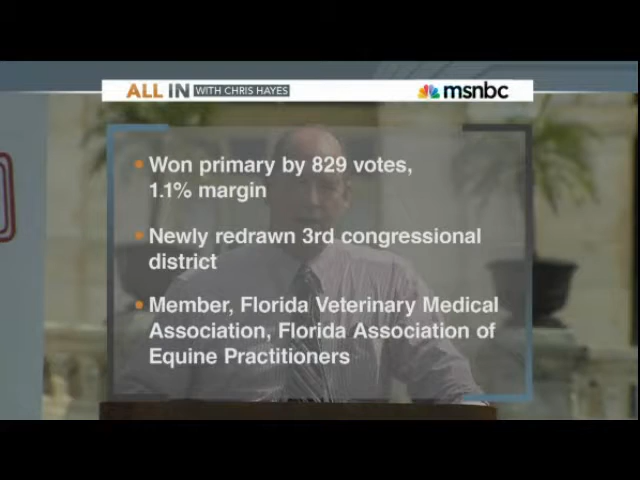 ALL IN WITH CHRIS HAYES msnbc
• Won primary by 829 votes,
1.1% margin
• Newly redrawn 3rd congressional
district
• Member, Florida Veterinary Medical
Association, Florida Association of
Equine Practitioners